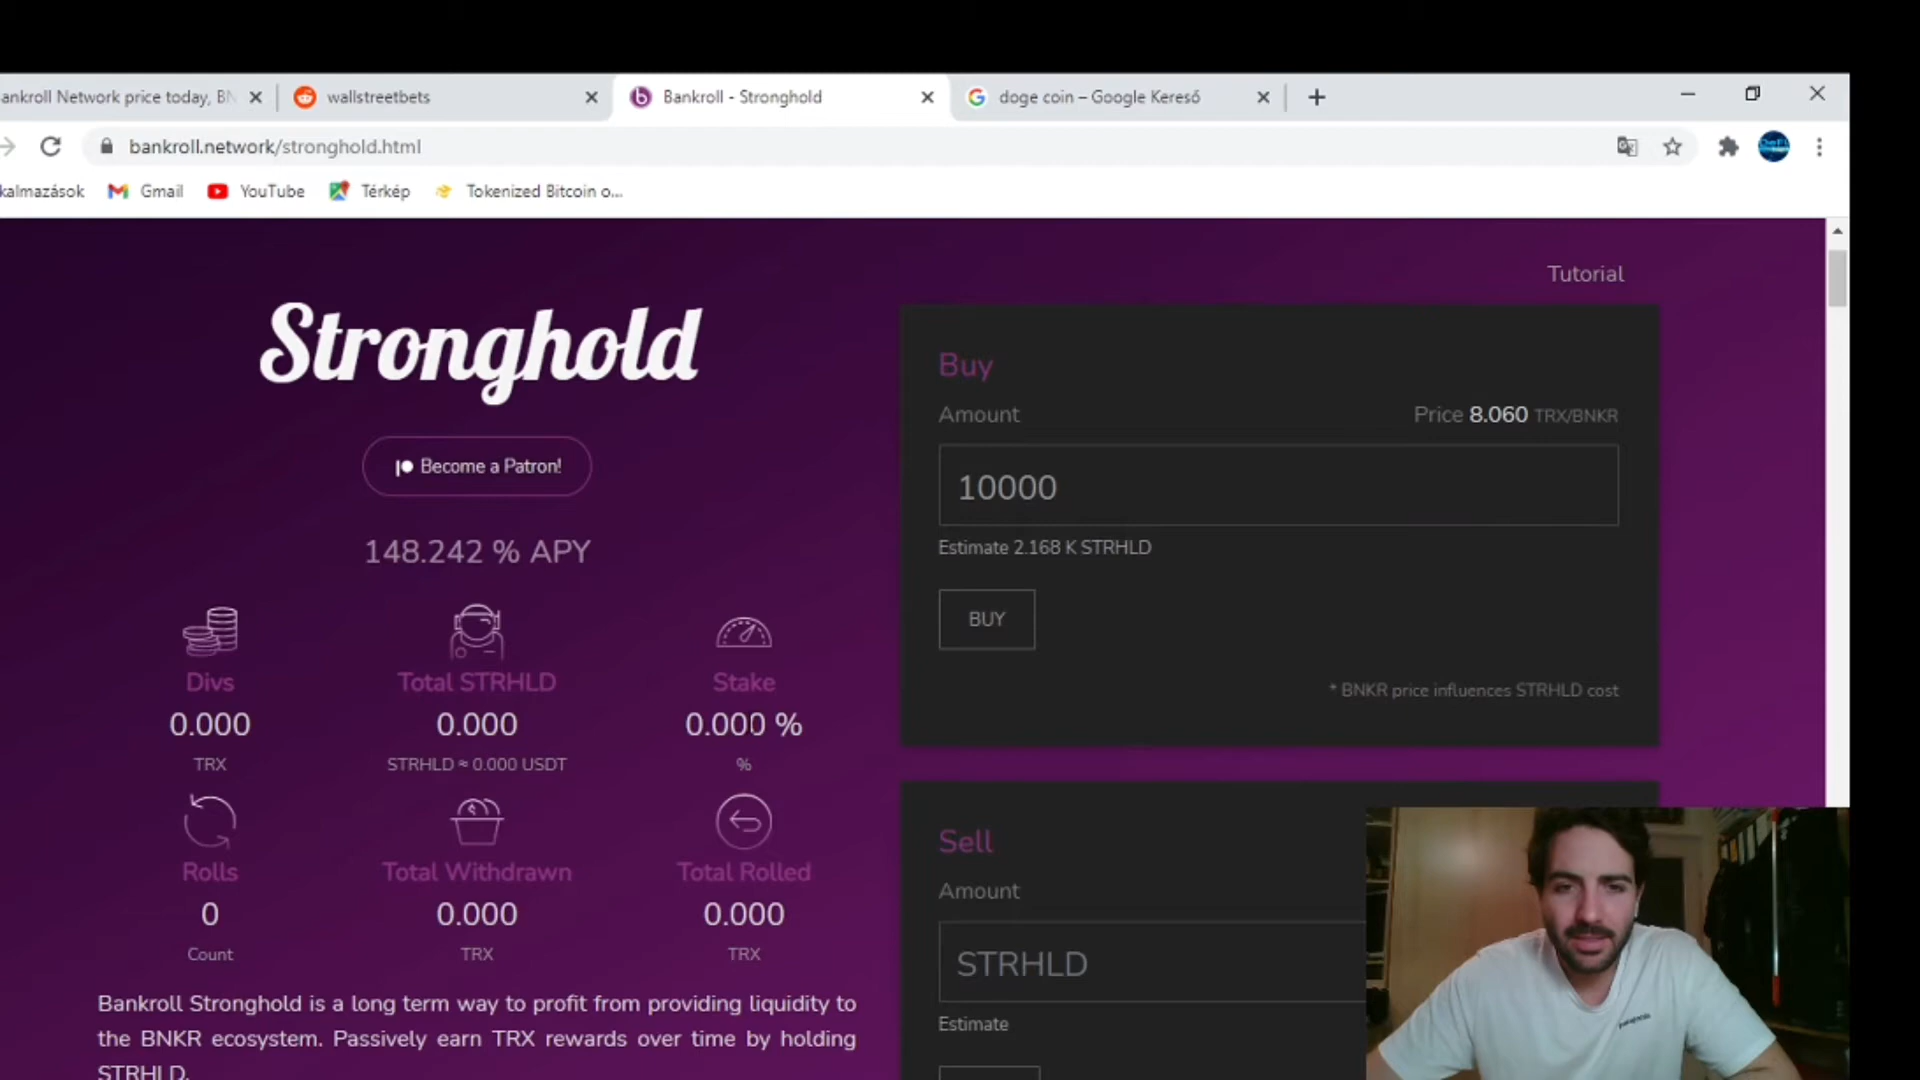 ankroll Network price today, BN
wallstreetbets
Bankroll - Stronghold
doge coin – Google Kereső
bankroll.network/stronghold.html
kalmazások
Gmail
YouTube
Térkép
Tokenized Bitcoin o...
Tutorial
Stronghold
Become a Patron!
148.242 % APY
Divs
0.000
TRX
Total STRHLD
0.000
STRHLD ≈ 0.000 USDT
Stake
0.000 %
%
Rolls
0
Count
Total Withdrawn
0.000
TRX
Total Rolled
0.000
TRX
Bankroll Stronghold is a long term way to profit from providing liquidity to
the BNKR ecosystem. Passively earn TRX rewards over time by holding
STRHLD.
Buy
Amount
Price 8.060 TRX/BNKR
10000
Estimate 2.168 K STRHLD
BUY
* BNKR price influences STRHLD cost
Sell
Amount
STRHLD
Estimate